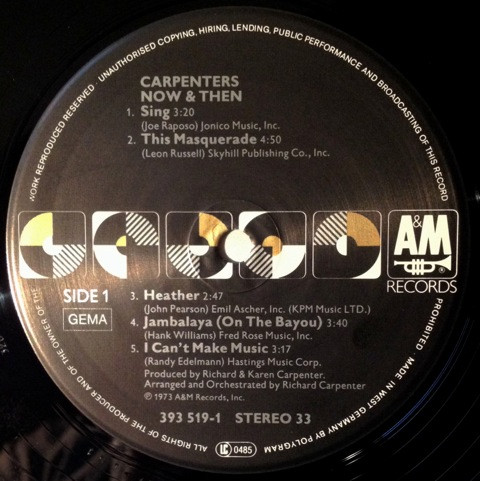 WORK REPRODUCED RESERVED · UNAUTHORISED COPYING, HIRING, LENDING, PUBLIC PERFORMANCE AND BROADCASTING OF THIS RECORD
CARPENTERS
NOW & THEN
1. Sing 3:20
(Joe Raposo) Jonico Music, Inc.
2. This Masquerade 4:50
(Leon Russell) Skyhill Publishing Co., Inc.
A&M
®
RECORDS
SIDE 1
GEMA
3. Heather 2:47
(John Pearson) Emil Ascher, Inc. (KPM Music LTD.)
4. Jambalaya (On The Bayou) 3:40
(Hank Williams) Fred Rose Music, Inc.
5. I Can't Make Music 3:17
(Randy Edelmann) Hastings Music Corp.
Produced by Richard & Karen Carpenter.
Arranged and Orchestrated by Richard Carpenter
℗ 1973 A&M Records, Inc.
393 519-1 STEREO 33
ALL RIGHTS OF THE PRODUCER AND OF THE OWNER OF THE
LC 0485
PROHIBITED · MADE IN WEST GERMANY BY POLYGRAM